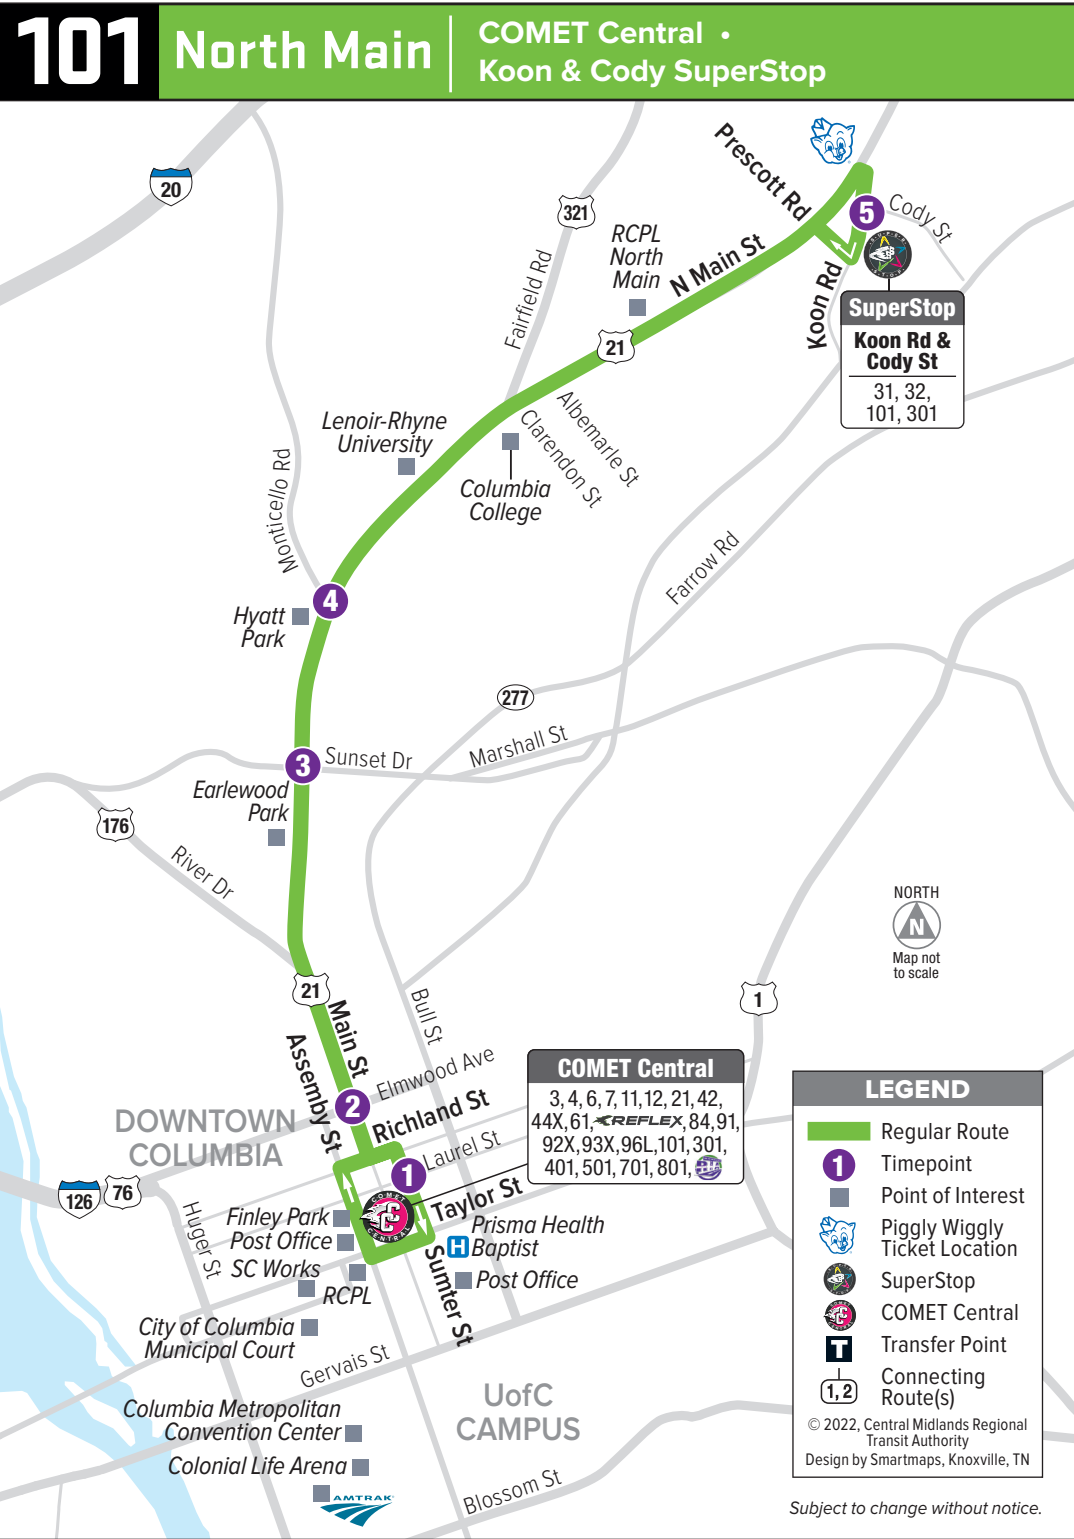 101
North Main
COMET Central •
Koon & Cody SuperStop
20
321
Prescott Rd
5
Cody St
RCPL
North
Main
N Main St
Fairfield Rd
Koon Rd
SuperStop
Koon Rd &
Cody St
31, 32,
101, 301
21
Albemarle St
Clarendon St
Lenoir-Rhyne
University
Columbia
College
Monticello Rd
Farrow Rd
4
Hyatt
Park
277
Marshall St
3
Sunset Dr
Earlewood
Park
176
River Dr
NORTH
N
Map not
to scale
21
1
Main St
Bull St
Assemby St
Elmwood Ave
2
Richland St
DOWNTOWN
COLUMBIA
COMET Central
3, 4, 6, 7, 11,12, 21, 42,
44X, 61, REFLEX, 84,91,
92X,93X,96L,101,301,
401, 501, 701, 801,
Laurel St
1
126
76
Huger St
Taylor St
COMET
CENTRAL
Finley Park
Post Office
SC Works
RCPL
Prisma Health
H Baptist
Post Office
Sumter St
City of Columbia
Municipal Court
Gervais St
UofC
CAMPUS
Columbia Metropolitan
Convention Center
Colonial Life Arena
AMTRAK
Blossom St
LEGEND
Regular Route
1 Timepoint
Point of Interest
Piggly Wiggly
Ticket Location
SuperStop
COMET Central
T Transfer Point
1, 2 Connecting
Route(s)
© 2022, Central Midlands Regional
Transit Authority
Design by Smartmaps, Knoxville, TN
Subject to change without notice.